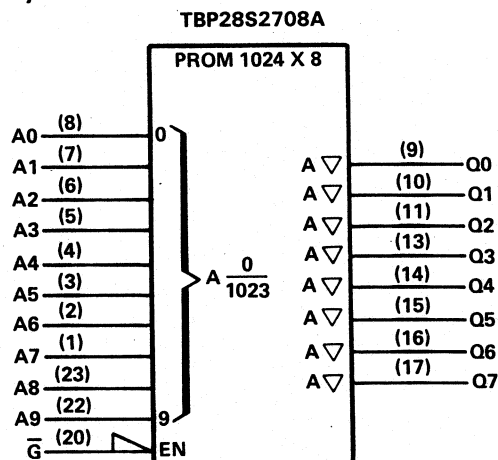 TBP28S2708A
PROM 1024 X 8
A0 (8) 0
A1 (7)
A2 (6)
A3 (5)
A4 (4)
A5 (3)
A6 (2)
A7 (1)
A8 (23)
A9 (22) 9
G̅ (20) EN
A 0
1023
A ▽ (9) Q0
A ▽ (10) Q1
A ▽ (11) Q2
A ▽ (13) Q3
A ▽ (14) Q4
A ▽ (15) Q5
A ▽ (16) Q6
A ▽ (17) Q7